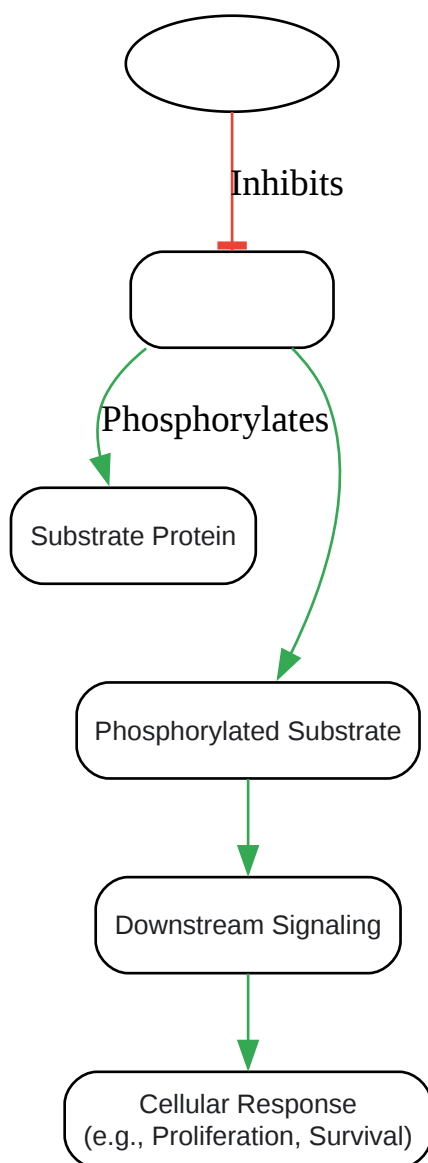 Inhibits
Phosphorylates
Substrate Protein
Phosphorylated Substrate
Downstream Signaling
Cellular Response
(e.g., Proliferation, Survival)